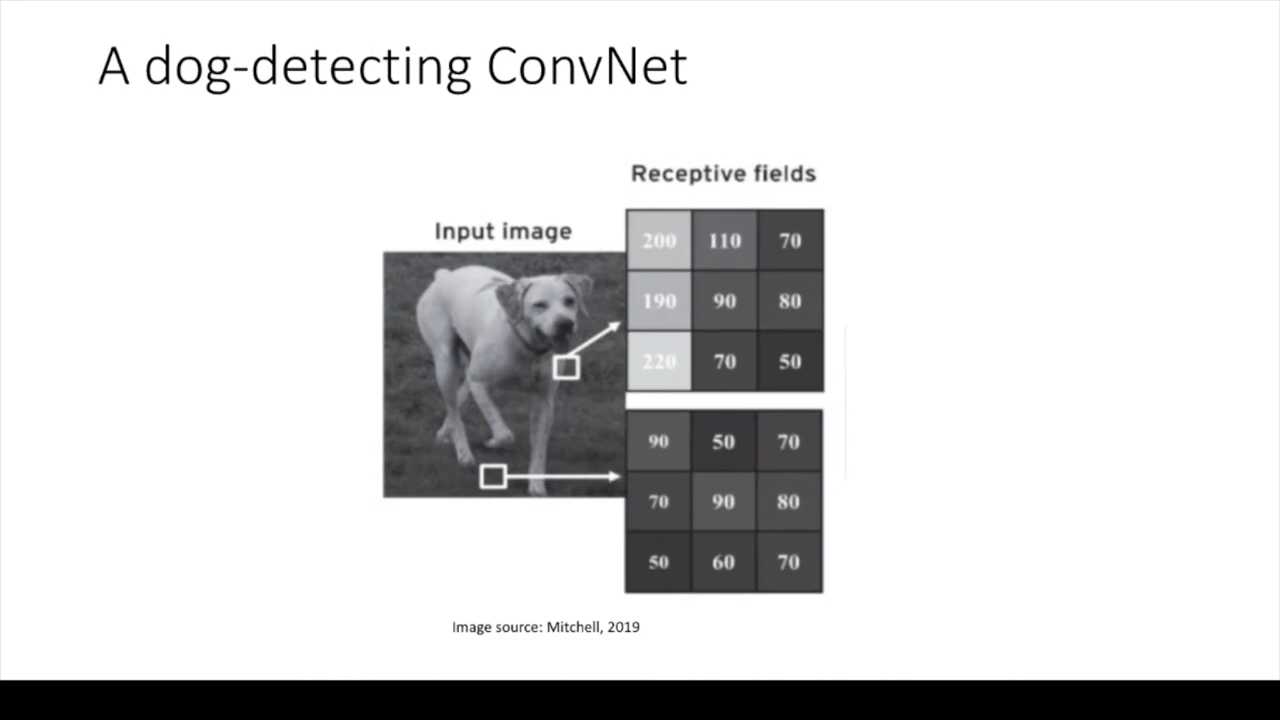 A dog-detecting ConvNet
Receptive fields
Input image
200 110 70
190 90 80
220 70 50
90 50 70
70 90 80
50 60 70
Image source: Mitchell, 2019